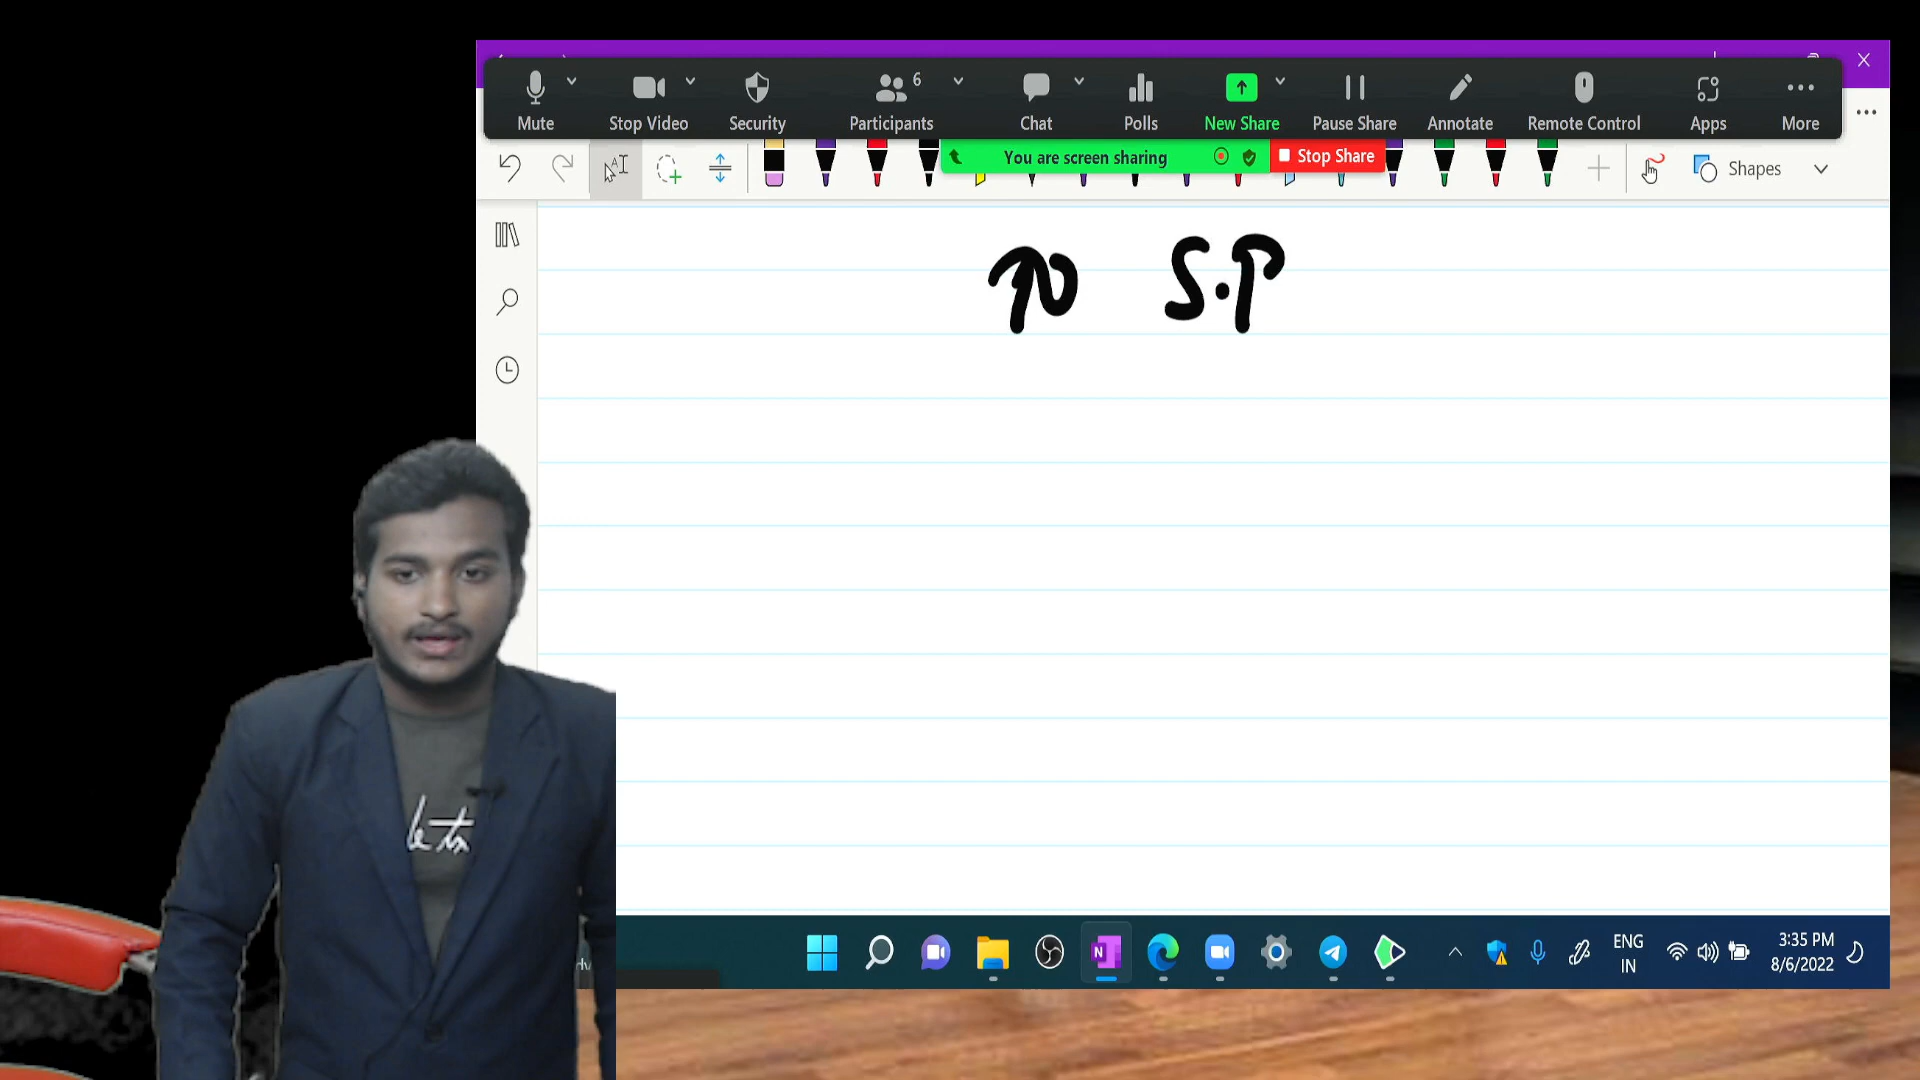 6
Mute Stop Video Security Participants Chat Polls New Share Pause Share Annotate Remote Control Apps More
You are screen sharing Stop Share
Shapes
S.P
ENG 3:35 PM
IN 8/6/2022